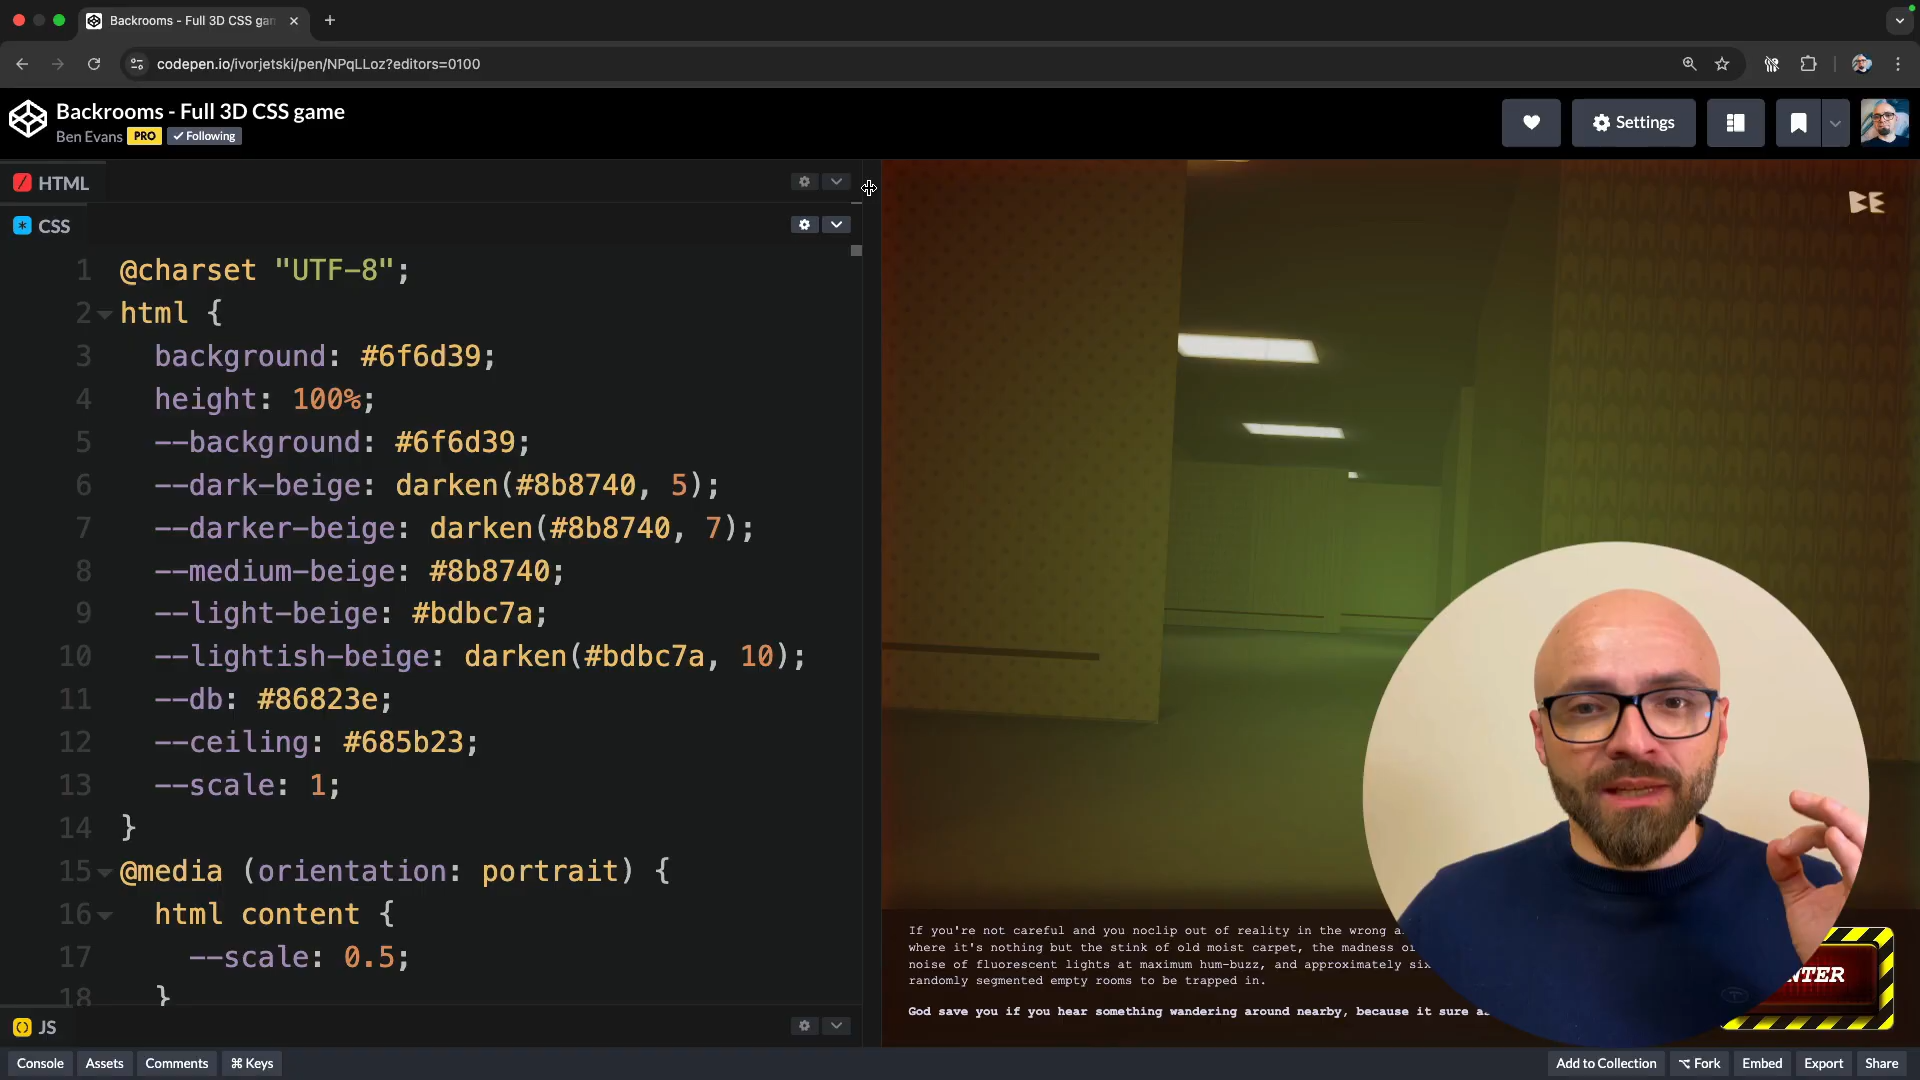 Backrooms - Full 3D CSS gan
codepen.io/ivorjetski/pen/NPqLLoz?editors=0100
Backrooms - Full 3D CSS game
Ben Evans PRO ✓ Following
Settings
HTML
CSS
BE
1 @charset "UTF-8";
2 html {
3 background: #6f6d39;
4 height: 100%;
5 --background: #6f6d39;
6 --dark-beige: darken(#8b8740, 5);
7 --darker-beige: darken(#8b8740, 7);
8 --medium-beige: #8b8740;
9 --light-beige: #bdbc7a;
10 --lightish-beige: darken(#bdbc7a, 10);
11 --db: #86823e;
12 --ceiling: #685b23;
13 --scale: 1;
14 }
15 @media (orientation: portrait) {
16 html content {
17 --scale: 0.5;
18 }
If you're not careful and you noclip out of reality in the wrong
where it's nothing but the stink of old moist carpet, the madness
noise of fluorescent lights at maximum hum-buzz, and approximately
randomly segmented empty rooms to be trapped in.
God save you if you hear something wandering around nearby, because it sure
NTER
JS
Console Assets Comments ⌘ Keys
Add to Collection Fork Embed Export Share